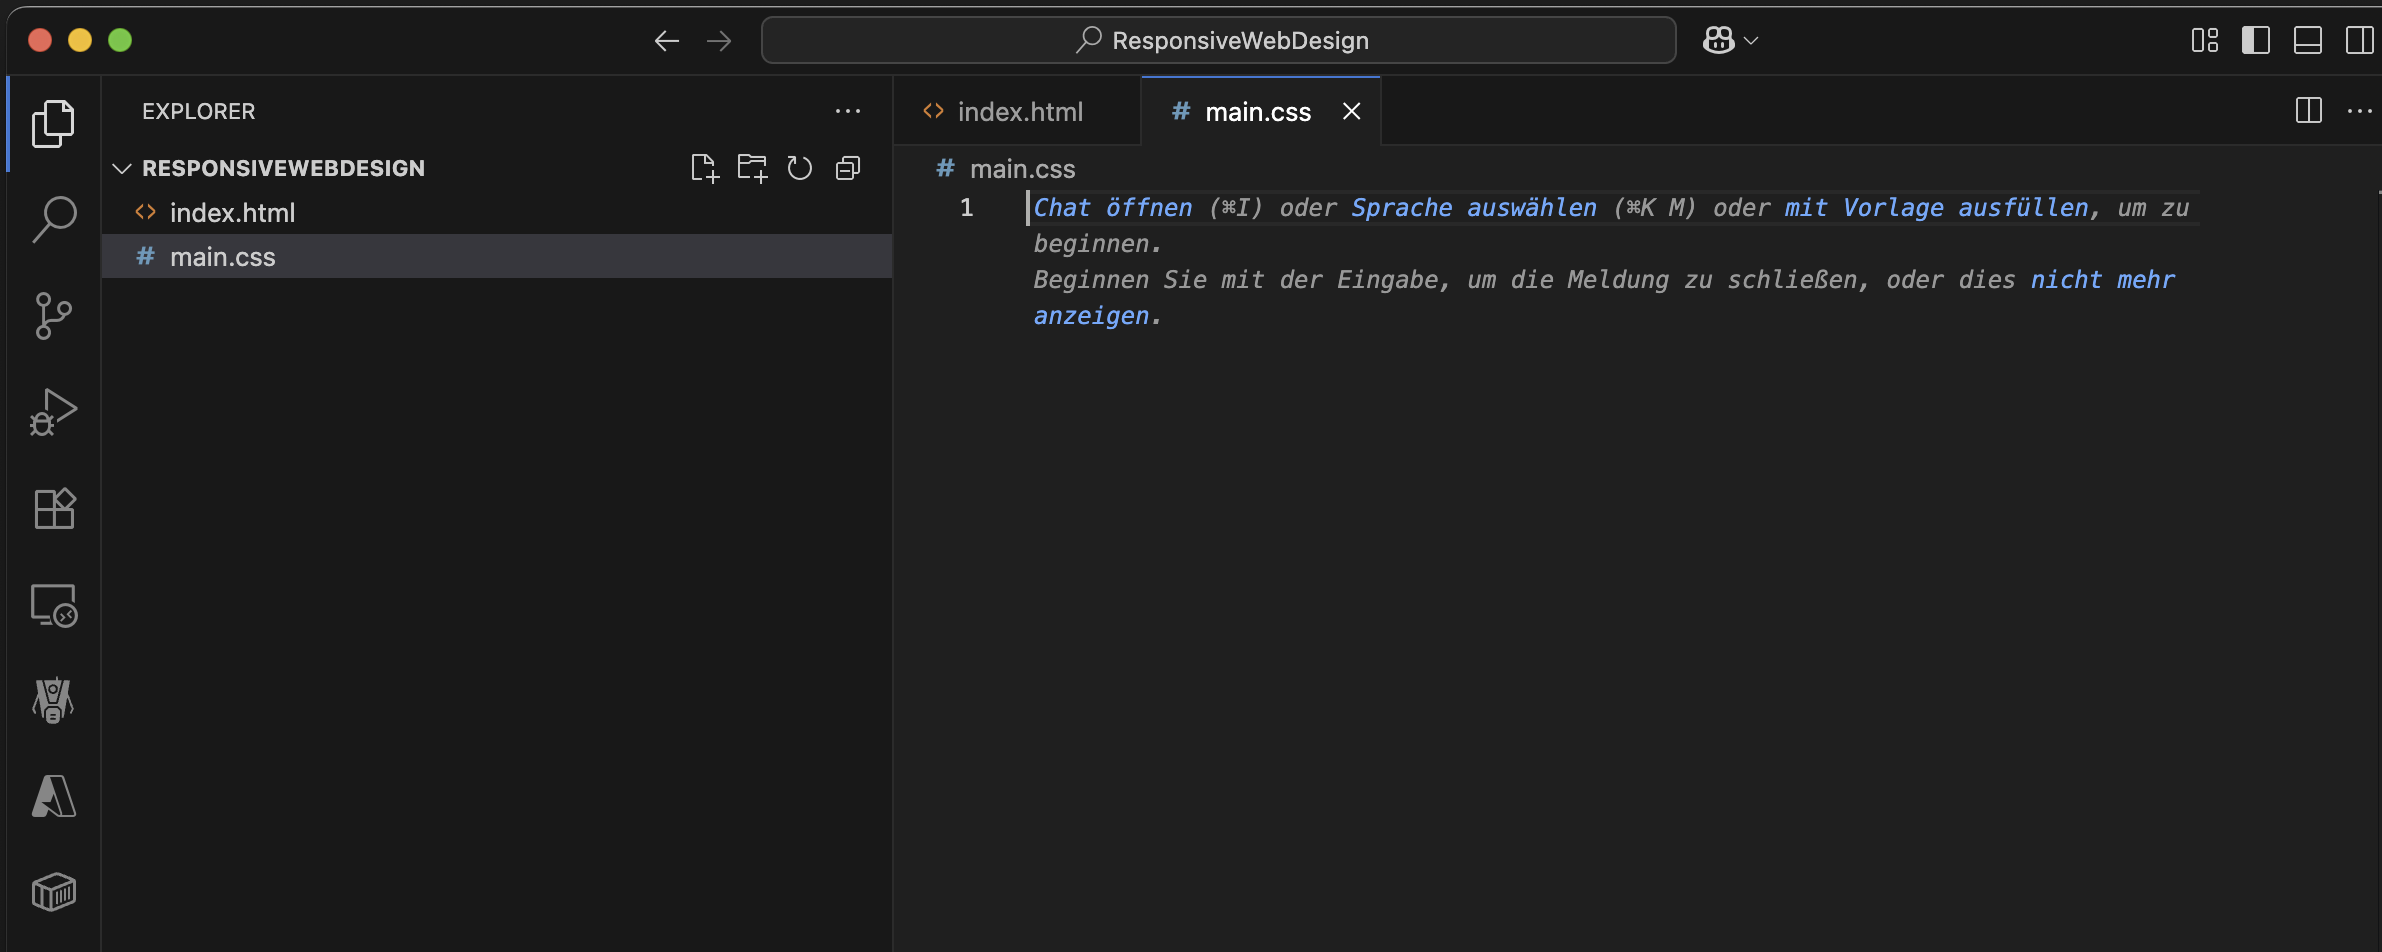 ResponsiveWebDesign
EXPLORER
RESPONSIVEWEBDESIGN
<> index.html
# main.css
<> index.html
# main.css
# main.css
1
Chat öffnen (⌘I) oder Sprache auswählen (⌘K M) oder mit Vorlage ausfüllen, um zu
beginnen.
Beginnen Sie mit der Eingabe, um die Meldung zu schließen, oder dies nicht mehr
anzeigen.